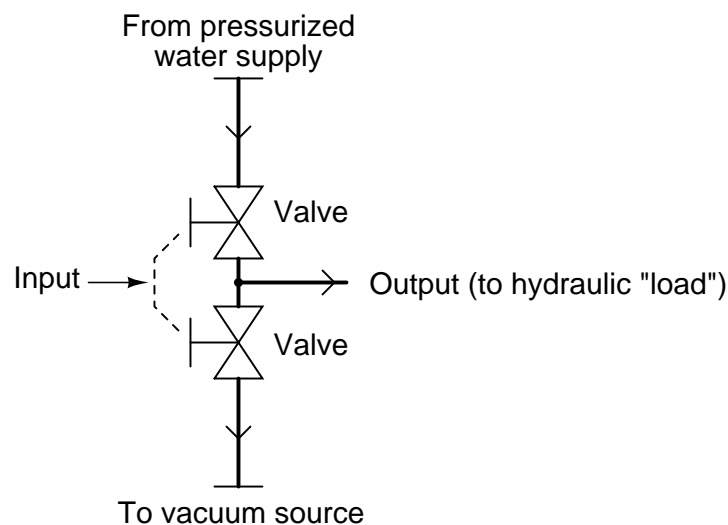 From pressurized
water supply
Valve
Input
Output (to hydraulic "load")
Valve
To vacuum source